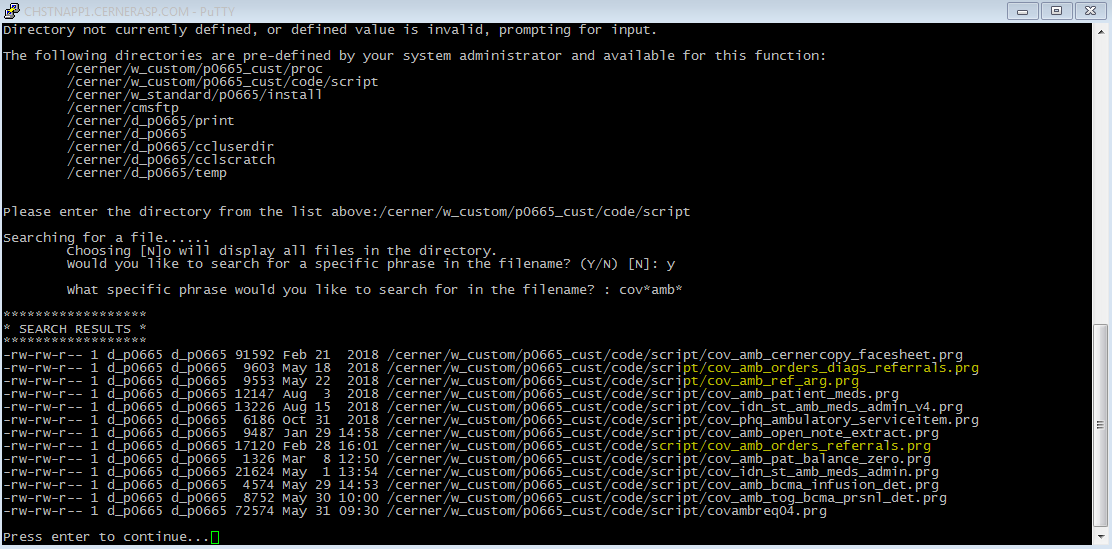 CHSTNAPP1.CERNERASP.COM - PuTTY
Directory not currently defined, or defined value is invalid, prompting for input.
The following directories are pre-defined by your system administrator and available for this function:
/cerner/w_custom/p0665_cust/proc
/cerner/w_custom/p0665_cust/code/script
/cerner/w_standard/p0665/install
/cerner/cmsftp
/cerner/d_p0665/print
/cerner/d_p0665
/cerner/d_p0665/ccluserdir
/cerner/d_p0665/cclscratch
/cerner/d_p0665/temp
Please enter the directory from the list above:/cerner/w_custom/p0665_cust/code/script
Searching for a file......
Choosing [N]o will display all files in the directory.
Would you like to search for a specific phrase in the filename? (Y/N) [N]: y
What specific phrase would you like to search for in the filename? : cov*amb*
******************
* SEARCH RESULTS *
******************
-rw-rw-r-- 1 d_p0665 d_p0665 91592 Feb 21  2018 /cerner/w_custom/p0665_cust/code/script/cov_amb_cernercopy_facesheet.prg
-rw-rw-r-- 1 d_p0665 d_p0665  9603 May 18  2018 /cerner/w_custom/p0665_cust/code/script/cov_amb_orders_diags_referrals.prg
-rw-rw-r-- 1 d_p0665 d_p0665  9553 May 22  2018 /cerner/w_custom/p0665_cust/code/script/cov_amb_ref_arg.prg
-rw-rw-r-- 1 d_p0665 d_p0665 12147 Aug  3  2018 /cerner/w_custom/p0665_cust/code/script/cov_amb_patient_meds.prg
-rw-rw-r-- 1 d_p0665 d_p0665 13226 Aug 15  2018 /cerner/w_custom/p0665_cust/code/script/cov_idn_st_amb_meds_admin_v4.prg
-rw-rw-r-- 1 d_p0665 d_p0665  6186 Oct 31  2018 /cerner/w_custom/p0665_cust/code/script/cov_phq_ambulatory_serviceitem.prg
-rw-rw-r-- 1 d_p0665 d_p0665  9487 Jan 29 14:58 /cerner/w_custom/p0665_cust/code/script/cov_amb_open_note_extract.prg
-rw-rw-r-- 1 d_p0665 d_p0665 17120 Feb 28 16:01 /cerner/w_custom/p0665_cust/code/script/cov_amb_orders_referrals.prg
-rw-rw-r-- 1 d_p0665 d_p0665  1326 Mar  8 12:50 /cerner/w_custom/p0665_cust/code/script/cov_amb_pat_balance_zero.prg
-rw-rw-r-- 1 d_p0665 d_p0665 21624 May  1 13:54 /cerner/w_custom/p0665_cust/code/script/cov_idn_st_amb_meds_admin.prg
-rw-rw-r-- 1 d_p0665 d_p0665  4574 May 29 14:53 /cerner/w_custom/p0665_cust/code/script/cov_amb_bcma_infusion_det.prg
-rw-rw-r-- 1 d_p0665 d_p0665  8752 May 30 10:00 /cerner/w_custom/p0665_cust/code/script/cov_amb_tog_bcma_prsnl_det.prg
-rw-rw-r-- 1 d_p0665 d_p0665 72574 May 31 09:30 /cerner/w_custom/p0665_cust/code/script/covambreq04.prg
Press enter to continue...